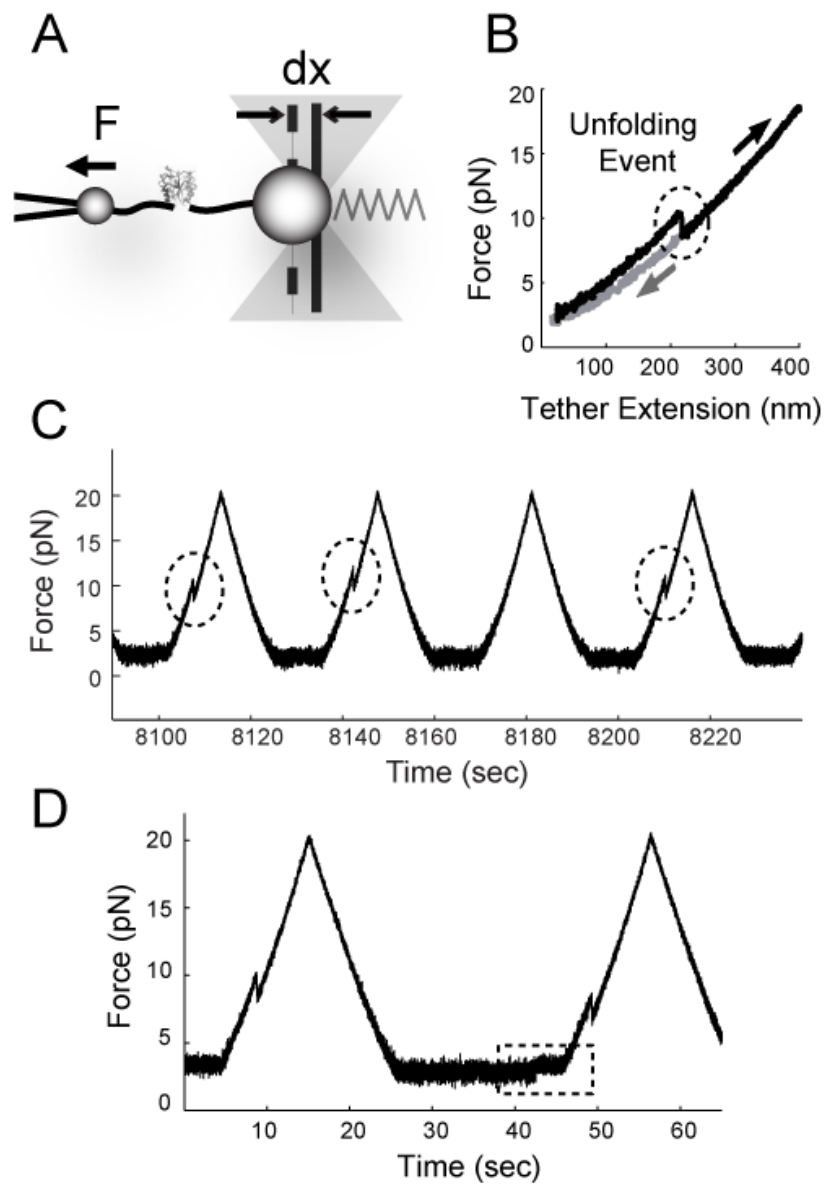 A
dx
F
B
20
15
10
5
0
Force (pN)
Unfolding
Event
100 200 300 400
Tether Extension (nm)
C
20
15
10
5
0
Force (pN)
8100 8120 8140 8160 8180 8200 8220
Time (sec)
D
20
15
10
5
0
Force (pN)
10 20 30 40 50 60
Time (sec)